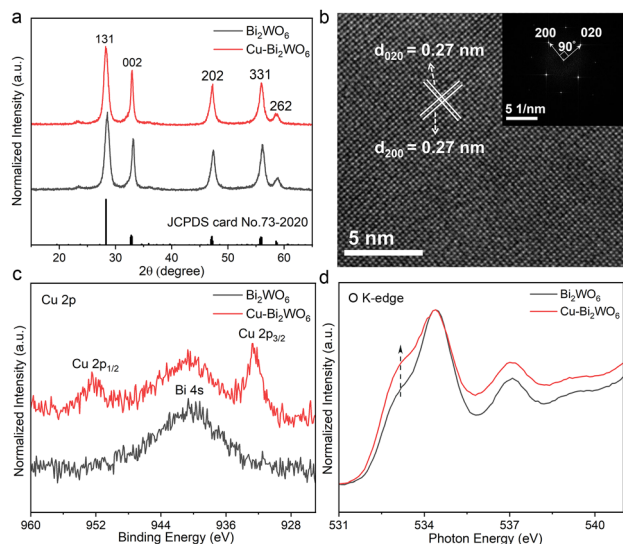 a
Bi₂WO₆
Cu-Bi₂WO₆
131
002
202
331
262
JCPDS card No.73-2020
Normalized Intensity (a.u.)
20
30
40
50
60
2θ (degree)
b
d₀₂₀ = 0.27 nm
d₂₀₀ = 0.27 nm
5 nm
200
020
90°
5 1/nm
c
Cu 2p
Bi₂WO₆
Cu-Bi₂WO₆
Cu 2p₁/₂
Cu 2p₃/₂
Bi 4s
Normalized Intensity (a.u.)
960
952
944
936
928
Binding Energy (eV)
d
O K-edge
Bi₂WO₆
Cu-Bi₂WO₆
Normalized Intensity (a.u.)
531
534
537
540
Photon Energy (eV)